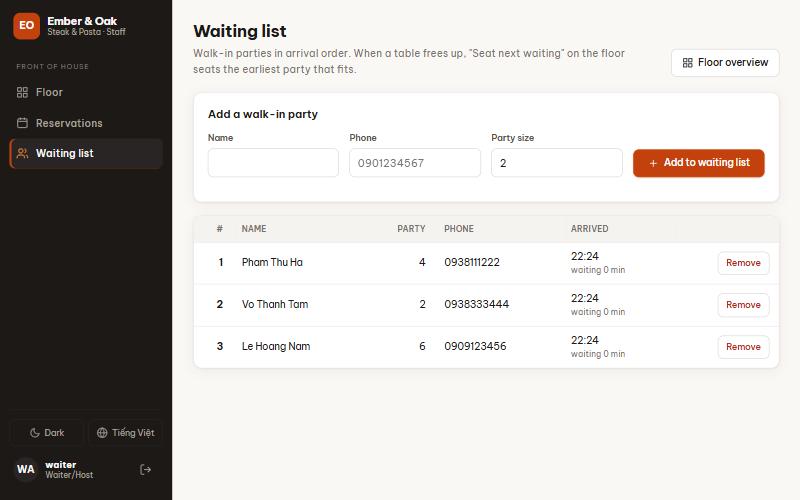 EO
Ember & Oak
Steak & Pasta · Staff
FRONT OF HOUSE
Floor
Reservations
Waiting list
Dark
Tiếng Việt
WA
waiter
Waiter/Host
Waiting list
Walk-in parties in arrival order. When a table frees up, "Seat next waiting" on the floor
seats the earliest party that fits.
Floor overview
Add a walk-in party
Name
Phone
Party size
0901234567
2
+ Add to waiting list
# NAME PARTY PHONE ARRIVED
1 Pham Thu Ha 4 0938111222 22:24 Remove
waiting 0 min
2 Vo Thanh Tam 2 0938333444 22:24 Remove
waiting 0 min
3 Le Hoang Nam 6 0909123456 22:24 Remove
waiting 0 min